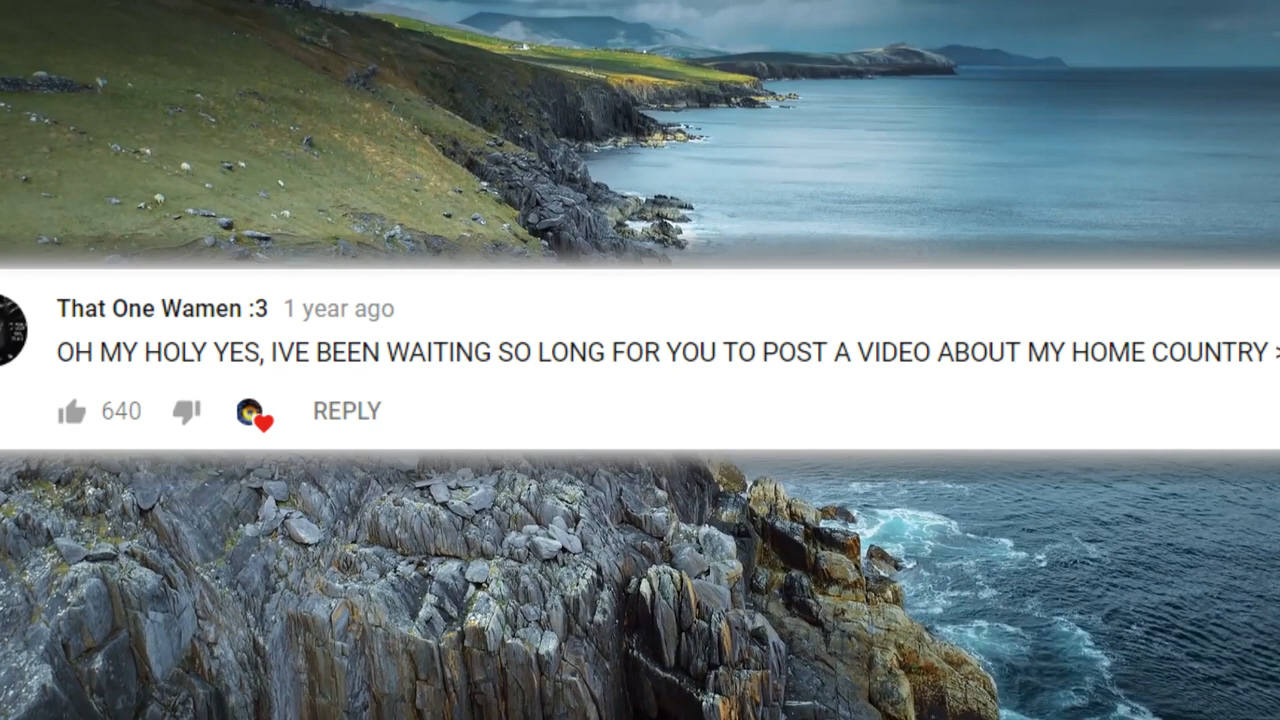 That One Wamen :3 1 year ago
OH MY HOLY YES, IVE BEEN WAITING SO LONG FOR YOU TO POST A VIDEO ABOUT MY HOME COUNTRY >
640 REPLY